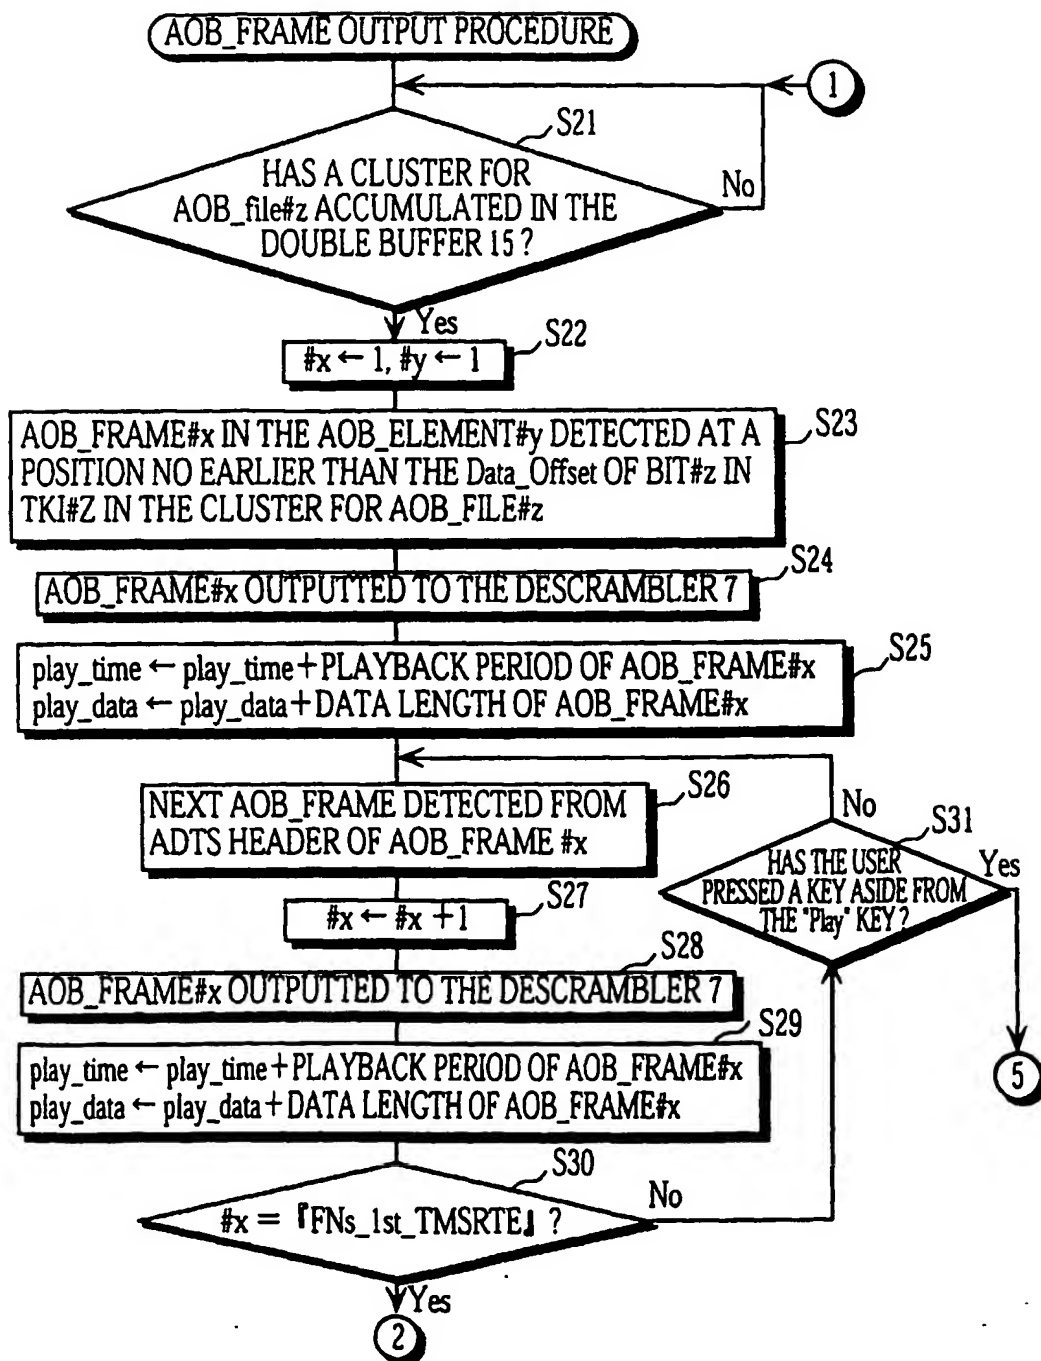 AOB_FRAME OUTPUT PROCEDURE
1
S21
HAS A CLUSTER FOR
AOB_file#z ACCUMULATED IN THE
DOUBLE BUFFER 15 ?
No
Yes
S22
#x ← 1, #y ← 1
S23
AOB_FRAME#x IN THE AOB_ELEMENT#y DETECTED AT A
POSITION NO EARLIER THAN THE Data_Offset OF BIT#z IN
TKI#Z IN THE CLUSTER FOR AOB_FILE#z
S24
AOB_FRAME#x OUTPUTTED TO THE DESCRAMBLER 7
S25
play_time ← play_time+PLAYBACK PERIOD OF AOB_FRAME#x
play_data ← play_data+DATA LENGTH OF AOB_FRAME#x
S26
NEXT AOB_FRAME DETECTED FROM
ADTS HEADER OF AOB_FRAME #x
No
S31
HAS THE USER
PRESSED A KEY ASIDE FROM
THE "Play" KEY ?
Yes
S27
#x ← #x +1
S28
AOB_FRAME#x OUTPUTTED TO THE DESCRAMBLER 7
S29
play_time ← play_time+PLAYBACK PERIOD OF AOB_FRAME#x
play_data ← play_data+DATA LENGTH OF AOB_FRAME#x
5
S30
#x = 『FNs_1st_TMSRTE』 ?
No
Yes
2